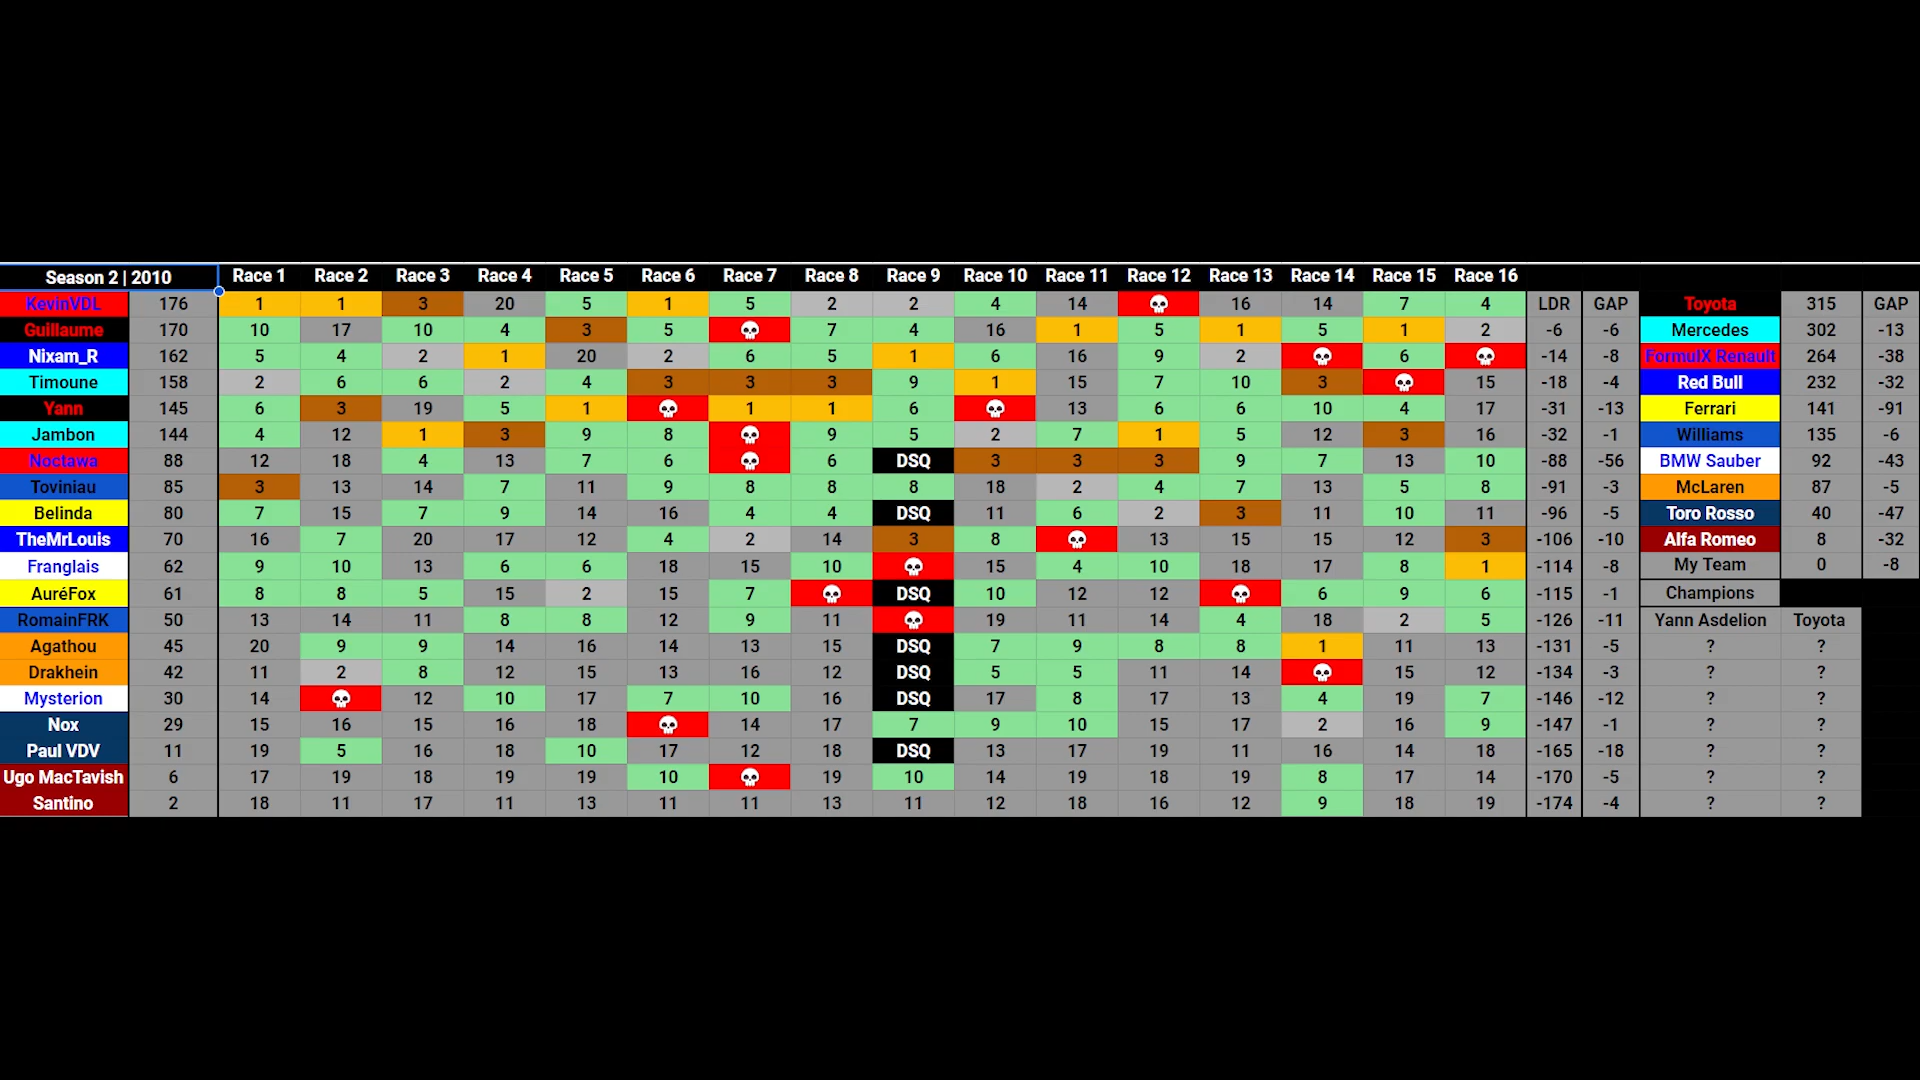 Season 2 | 2010 Race 1 Race 2 Race 3 Race 4 Race 5 Race 6 Race 7 Race 8 Race 9 Race 10 Race 11 Race 12 Race 13 Race 14 Race 15 Race 16
KevinVDL 176 1 1 3 20 5 1 5 2 2 4 14 16 14 7 4 LDR GAP Toyota 315 GAP
Guillaume 170 10 17 10 4 3 5 7 4 16 1 5 1 5 1 2 -6 -6 Mercedes 302 -13
Nixam_R 162 5 4 2 1 20 2 6 5 1 6 16 9 2 6 -14 -8 FormulX Renault 264 -38
Timoune 158 2 6 6 2 4 3 3 3 9 1 15 7 10 3 15 -18 -4 Red Bull 232 -32
Yann 145 6 3 19 5 1 1 1 6 13 6 6 10 4 17 -31 -13 Ferrari 141 -91
Jambon 144 4 12 1 3 9 8 9 5 2 7 1 5 12 3 16 -32 -1 Williams 135 -6
Noctawa 88 12 18 4 13 7 6 6 DSQ 3 3 3 9 7 13 10 -88 -56 BMW Sauber 92 -43
Toviniau 85 3 13 14 7 11 9 8 8 8 18 2 4 7 13 5 8 -91 -3 McLaren 87 -5
Belinda 80 7 15 7 9 14 16 4 4 DSQ 11 6 2 3 11 10 11 -96 -5 Toro Rosso 40 -47
TheMrLouis 70 16 7 20 17 12 4 2 14 3 8 13 15 15 12 3 -106 -10 Alfa Romeo 8 -32
Franglais 62 9 10 13 6 6 18 15 10 15 4 10 18 17 8 1 -114 -8 My Team 0 -8
AuréFox 61 8 8 5 15 2 15 7 DSQ 10 12 12 6 9 6 -115 -1 Champions
RomainFRK 50 13 14 11 8 8 12 9 11 19 11 14 4 18 2 5 -126 -11 Yann Asdelion Toyota
Agathou 45 20 9 9 14 16 14 13 15 DSQ 7 9 8 8 1 11 13 -131 -5 ? ?
Drakhein 42 11 2 8 12 15 13 16 12 DSQ 5 5 11 14 15 12 -134 -3 ? ?
Mysterion 30 14 12 10 17 7 10 16 DSQ 17 8 17 13 4 19 7 -146 -12 ? ?
Nox 29 15 16 15 16 18 14 17 7 9 10 15 17 2 16 9 -147 -1 ? ?
Paul VDV 11 19 5 16 18 10 17 12 18 DSQ 13 17 19 11 16 14 18 -165 -18 ? ?
Ugo MacTavish 6 17 19 18 19 19 10 19 10 14 19 18 19 8 17 14 -170 -5 ? ?
Santino 2 18 11 17 11 13 11 11 13 11 12 18 16 12 9 18 19 -174 -4 ? ?